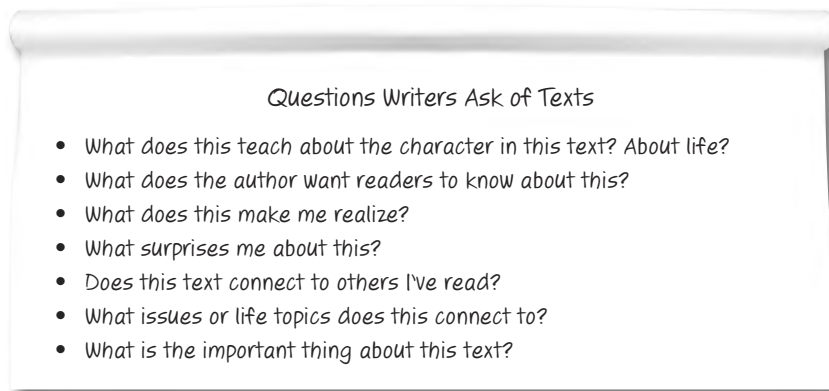 Questions Writers Ask of Texts
• What does this teach about the character in this text? About life?
• What does the author want readers to know about this?
• What does this make me realize?
• What surprises me about this?
• Does this text connect to others I've read?
• What issues or life topics does this connect to?
• What is the important thing about this text?